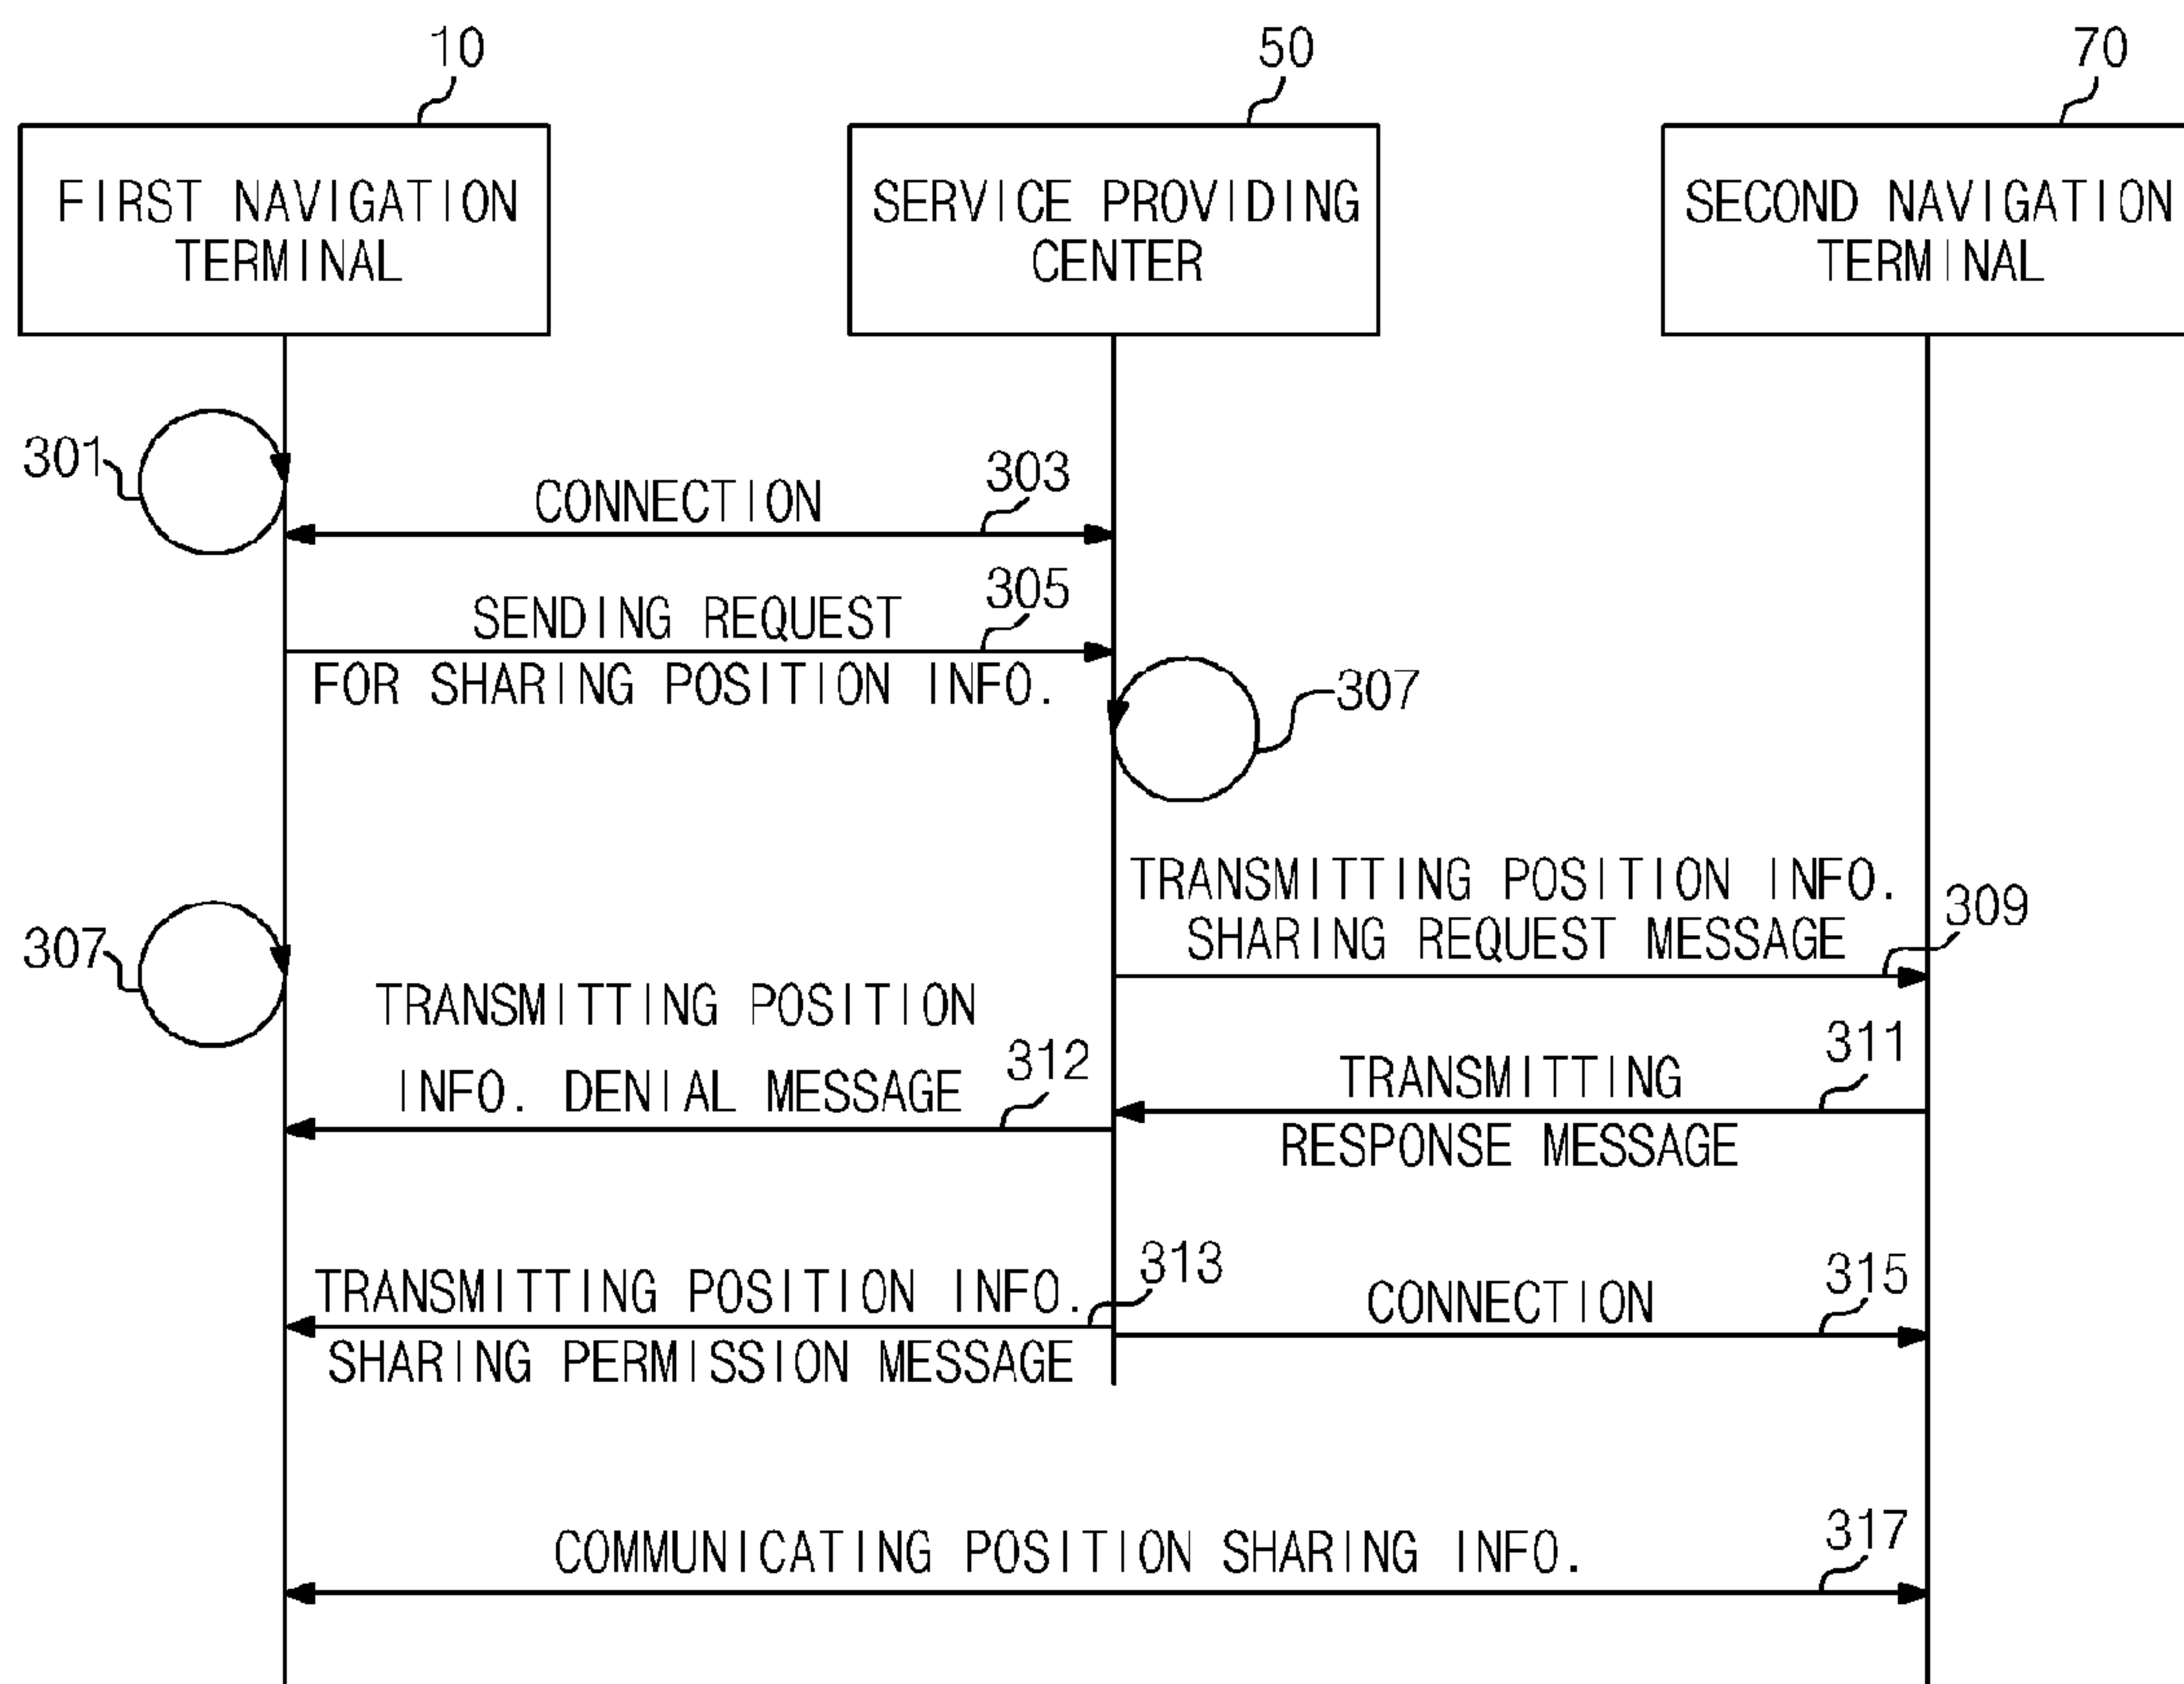 10
50
70
FIRST NAVIGATION
TERMINAL
SERVICE PROVIDING
CENTER
SECOND NAVIGATION
TERMINAL
301
CONNECTION
303
SENDING REQUEST
305
FOR SHARING POSITION INFO.
307
TRANSMITTING POSITION INFO.
SHARING REQUEST MESSAGE
309
307
TRANSMITTING POSITION
INFO. DENIAL MESSAGE
312
TRANSMITTING
311
RESPONSE MESSAGE
TRANSMITTING POSITION INFO.
313
SHARING PERMISSION MESSAGE
CONNECTION
315
COMMUNICATING POSITION SHARING INFO.
317